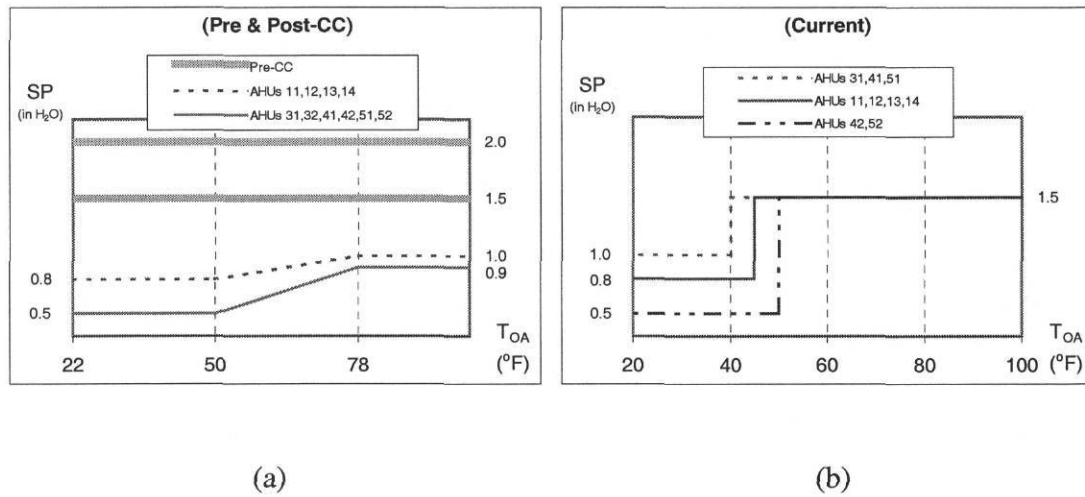 (Pre & Post-CC)
Pre-CC
AHUs 11,12,13,14
AHUs 31,32,41,42,51,52
SP
(in H₂O)
2.0
1.5
1.0
0.9
0.8
0.5
T_OA
(°F)
22
50
78
(a)
(Current)
AHUs 31,41,51
AHUs 11,12,13,14
AHUs 42,52
SP
(in H₂O)
1.5
1.0
0.8
0.5
T_OA
(°F)
20
40
60
80
100
(b)